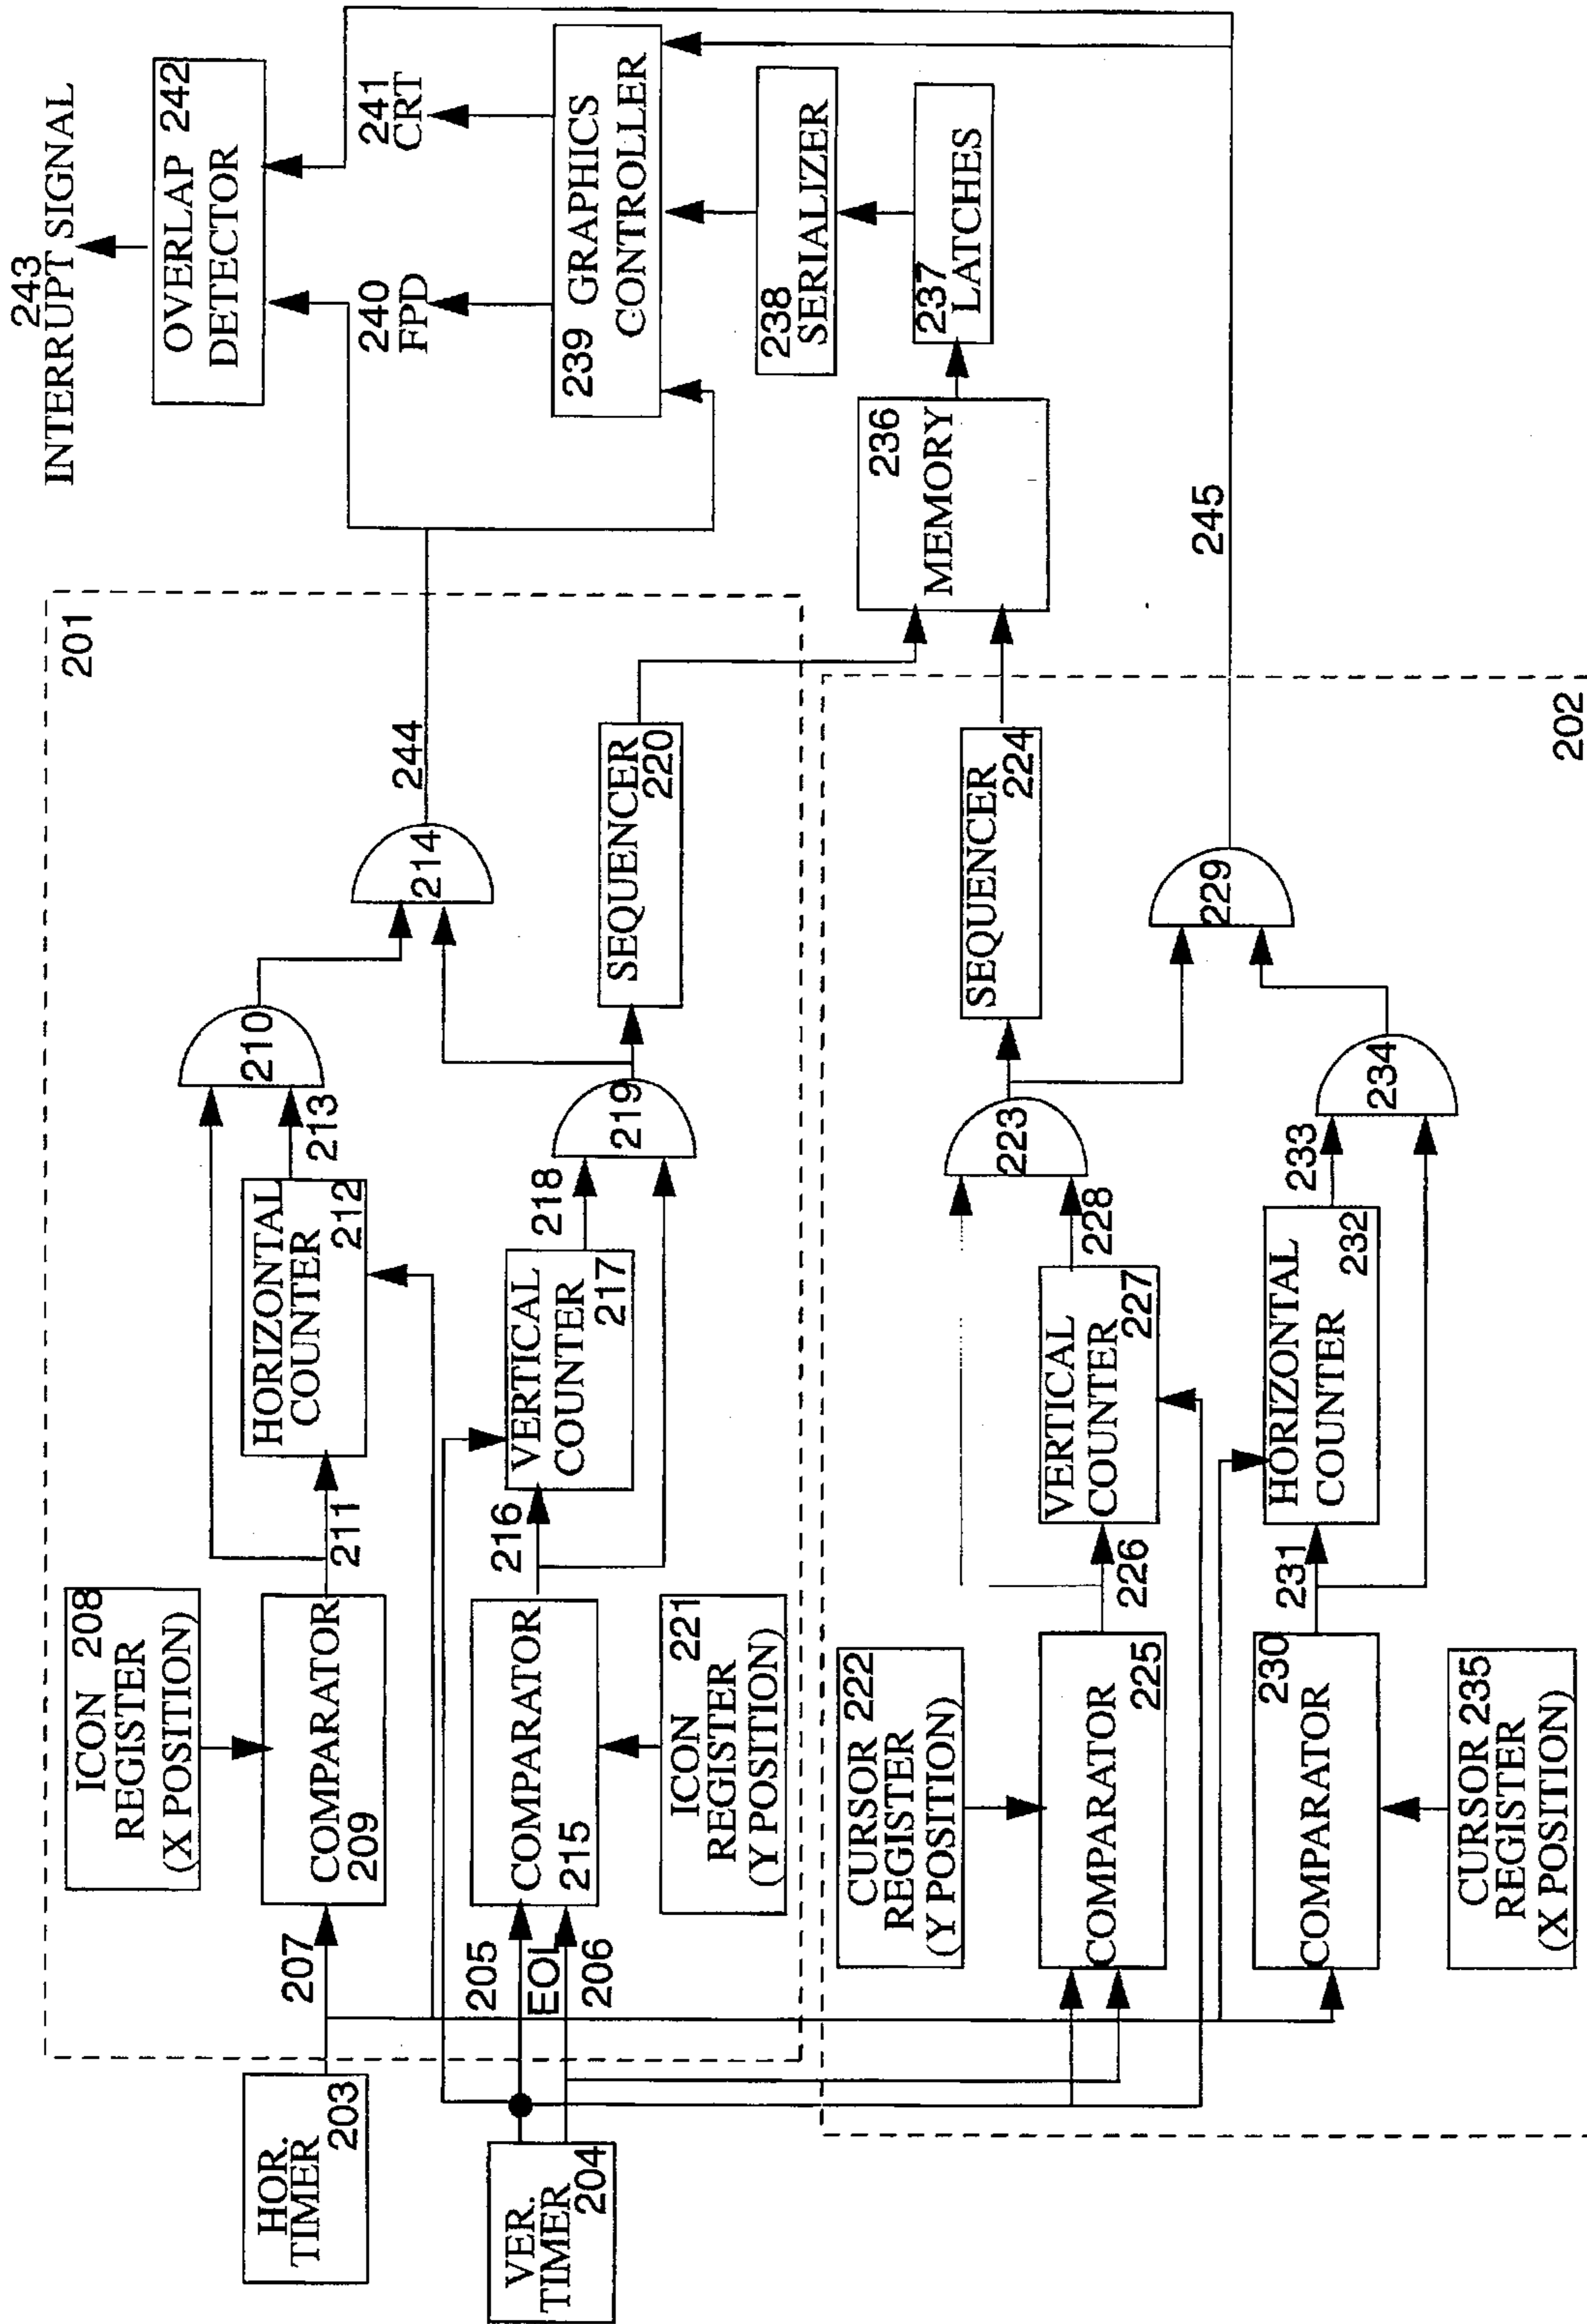 243
INTERRUPT SIGNAL
OVERLAP 242
DETECTOR
240
FPD
241
CRT
239 GRAPHICS
CONTROLLER
238
SERIALIZER
237
LATCHES
236
MEMORY
201
244
214
210
213
HORIZONTAL
COUNTER
212
211
ICON 208
REGISTER
(X POSITION)
COMPARATOR
209
207
HOR.
TIMER
203
SEQUENCER
220
219
218
VERTICAL
COUNTER
217
216
COMPARATOR
215
ICON 221
REGISTER
(Y POSITION)
205
EOL
206
VER.
TIMER
204
245
202
SEQUENCER
224
229
223
228
VERTICAL
COUNTER
227
226
CURSOR 222
REGISTER
(Y POSITION)
COMPARATOR
225
234
233
HORIZONTAL
COUNTER
232
231
230
COMPARATOR
CURSOR 235
REGISTER
(X POSITION)